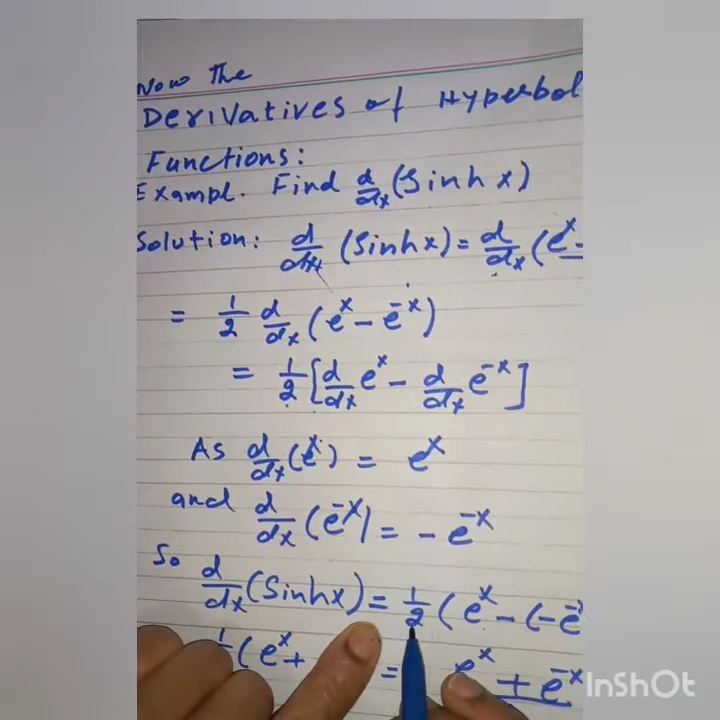 Now The
Derivatives of Hyperbol
Functions:
Exampl. Find d/dx (Sinh x)
Solution: d/dx (Sinhx) = d/dx (e^x -
= 1/2 d/dx (e^x - e^-x)
= 1/2 [d/dx e^x - d/dx e^-x]
As d/dx (e^x) = e^x
and d/dx (e^-x) = - e^-x
So d/dx (Sinhx) = 1/2 (e^x - (-e^-x
(e^x + = e^x + e^-x
InShOt